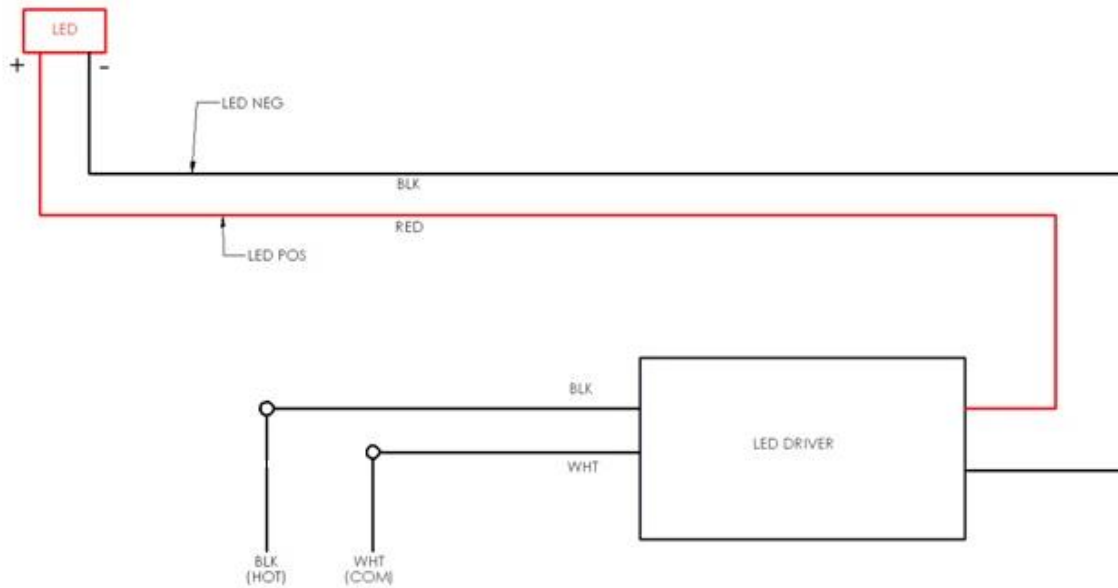 LED
+
-
LED NEG
BLK
RED
LED POS
BLK
LED DRIVER
WHT
BLK
(HOT)
WHT
(COM)